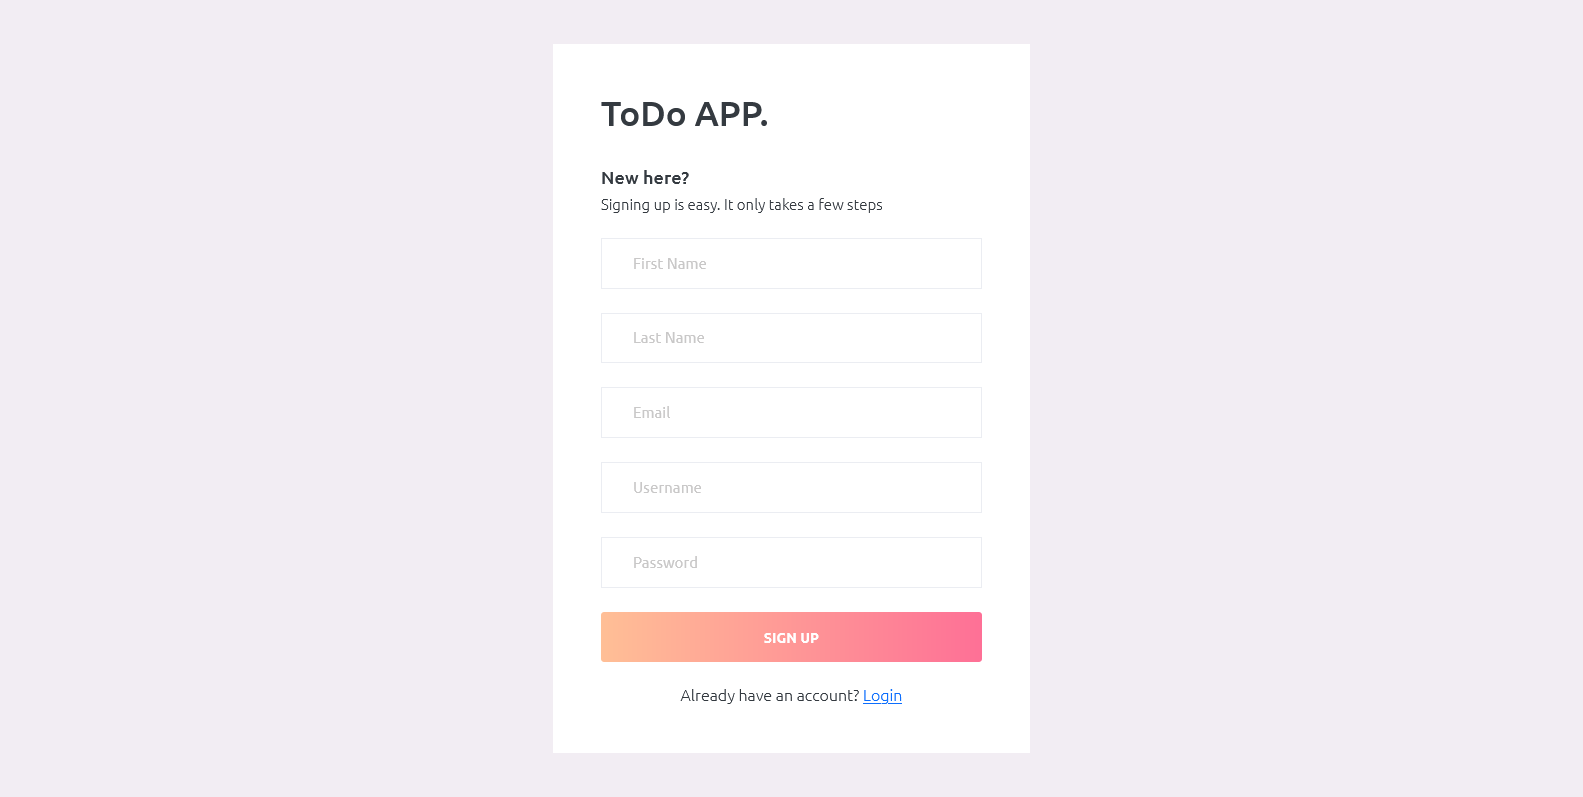 ToDo APP.
New here?
Signing up is easy. It only takes a few steps
First Name
Last Name
Email
Username
Password
SIGN UP
Already have an account? Login